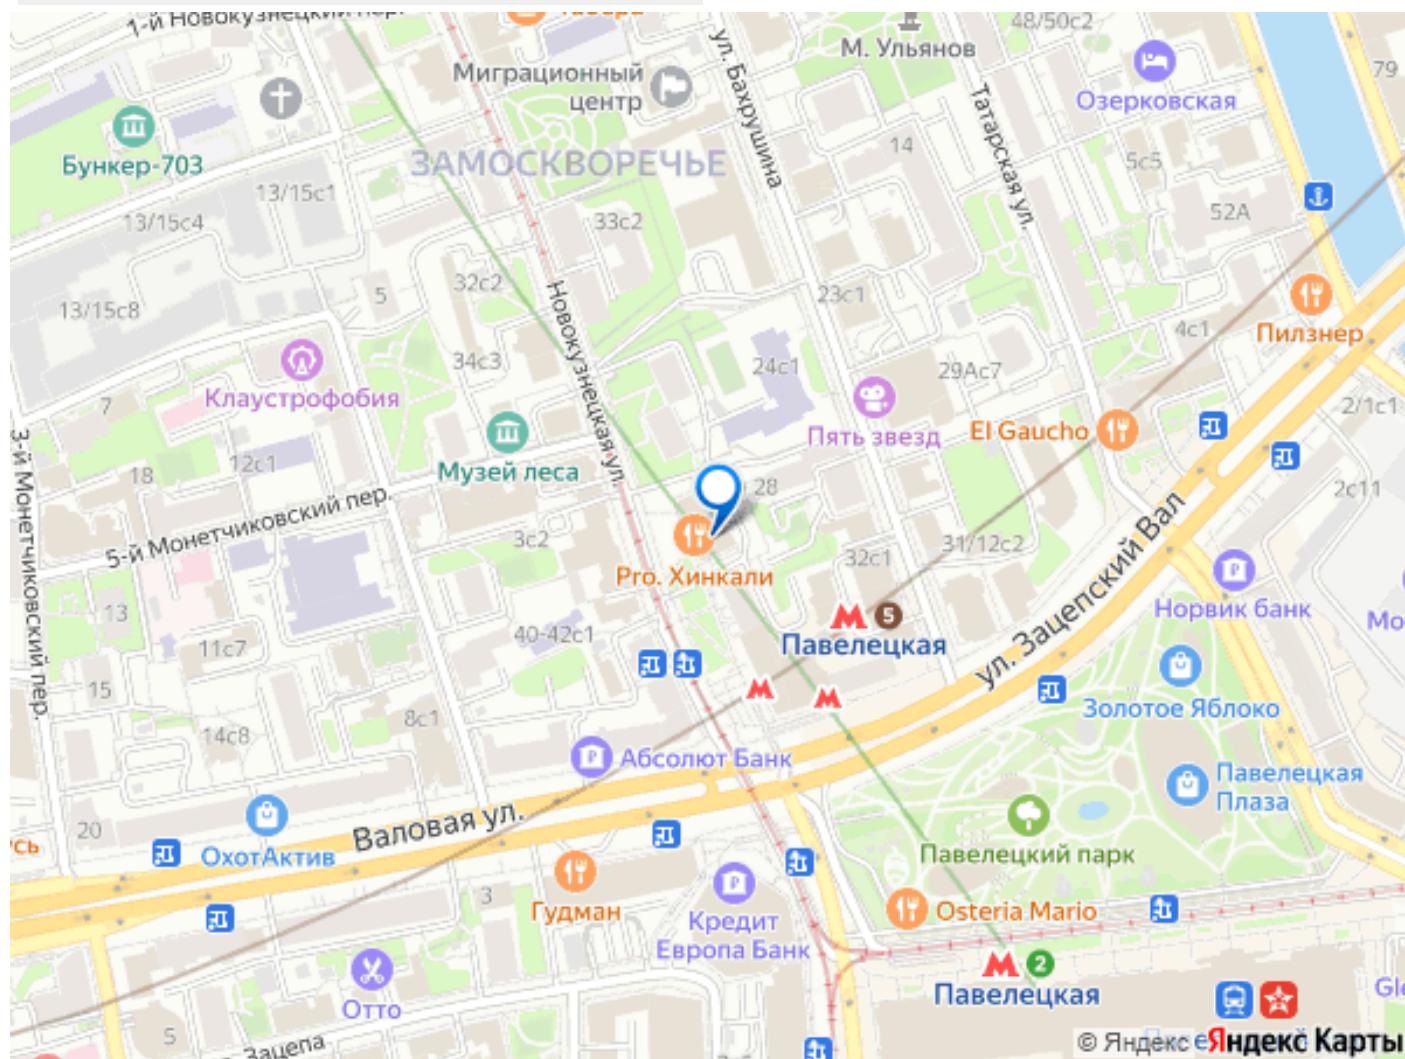 1-й Новокузнецкий пер.
48/50с2
М. Ульянов
79
Миграционный
центр
ул. Бахрушина
Озерковская
Татарская ул.
Бункер-703
ЗАМОСКВОРЕЧЬЕ
14
5с5
13/15с1
13/15с4
33с2
52А
32с2
5
23с1
13/15с8
Новокузнецкая ул.
4с1
Пилзнер
34с3
24с1
29Ас7
Клаустрофобия
7
2/1с1
Пять звезд
El Gaucho
3-й Монетчиковский пер.
12с1
18
Музей леса
28
2с11
5-й Монетчиковский пер.
3с2
31/12с2
32с1
ул. Зацепский Вал
Pro. Хинкали
Норвик банк
13
5
Павелецкая
40-42с1
11с7
15
Золотое Яблоко
8с1
14с8
Абсолют Банк
Павелецкая
Плаза
Валовая ул.
20
ОхотАктив
Павелецкий парк
3
Гудман
Osteria Mario
Кредит
Европа Банк
2
Павелецкая
Отто
5
Зацепа
© Яндекс
Яндекс Карты